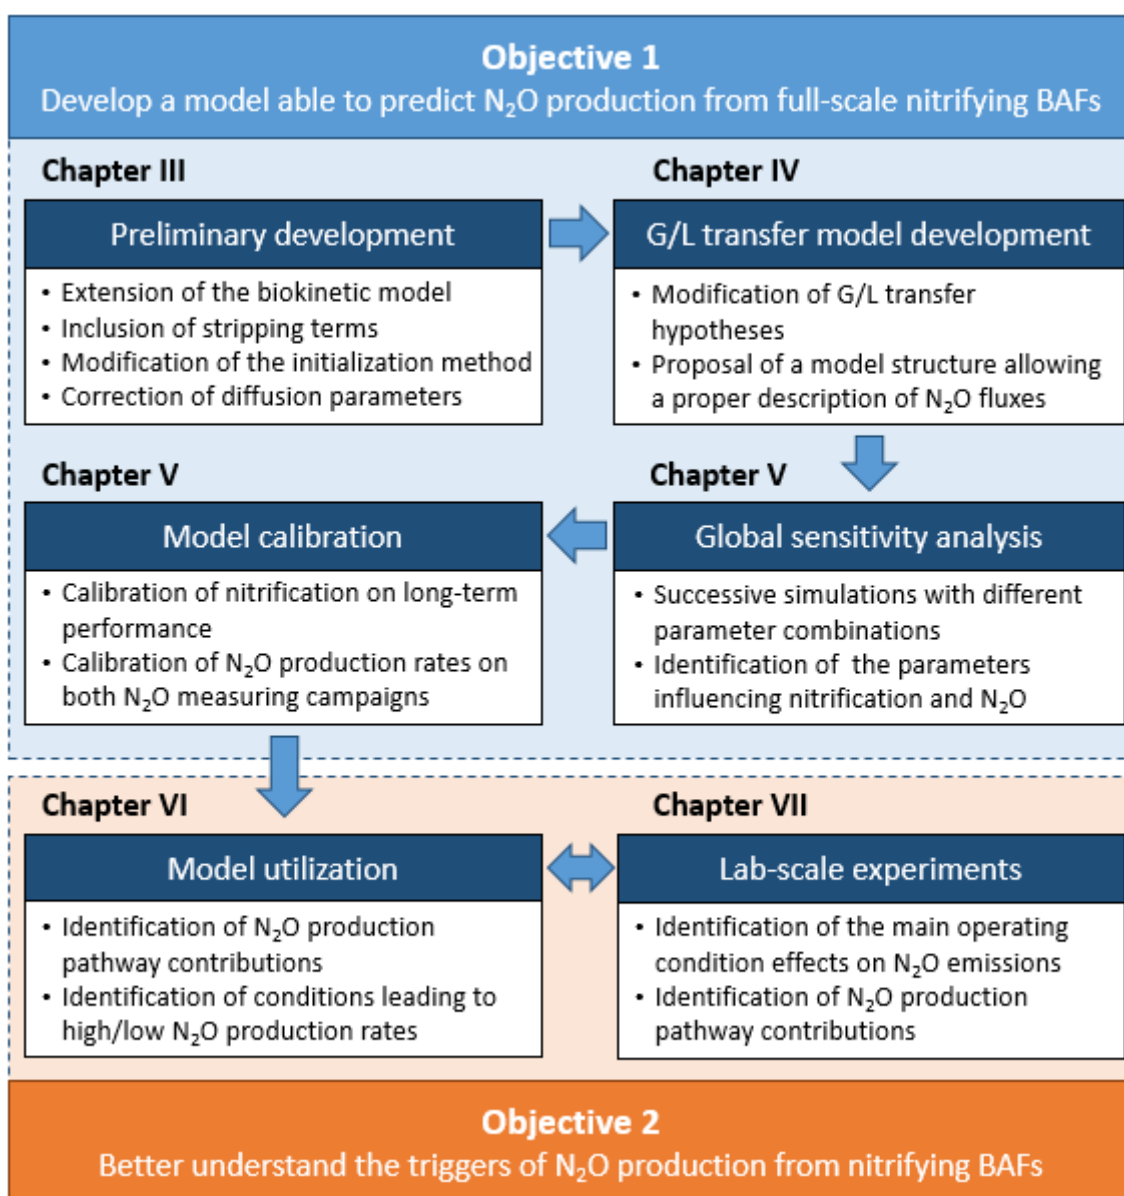 Objective 1
Develop a model able to predict N₂O production from full-scale nitrifying BAFs
Chapter III
Preliminary development
• Extension of the biokinetic model
• Inclusion of stripping terms
• Modification of the initialization method
• Correction of diffusion parameters
Chapter IV
G/L transfer model development
• Modification of G/L transfer
hypotheses
• Proposal of a model structure allowing
a proper description of N₂O fluxes
Chapter V
Global sensitivity analysis
• Successive simulations with different
parameter combinations
• Identification of the parameters
influencing nitrification and N₂O
Chapter V
Model calibration
• Calibration of nitrification on long-term
performance
• Calibration of N₂O production rates on
both N₂O measuring campaigns
Chapter VI
Model utilization
• Identification of N₂O production
pathway contributions
• Identification of conditions leading to
high/low N₂O production rates
Chapter VII
Lab-scale experiments
• Identification of the main operating
condition effects on N₂O emissions
• Identification of N₂O production
pathway contributions
Objective 2
Better understand the triggers of N₂O production from nitrifying BAFs